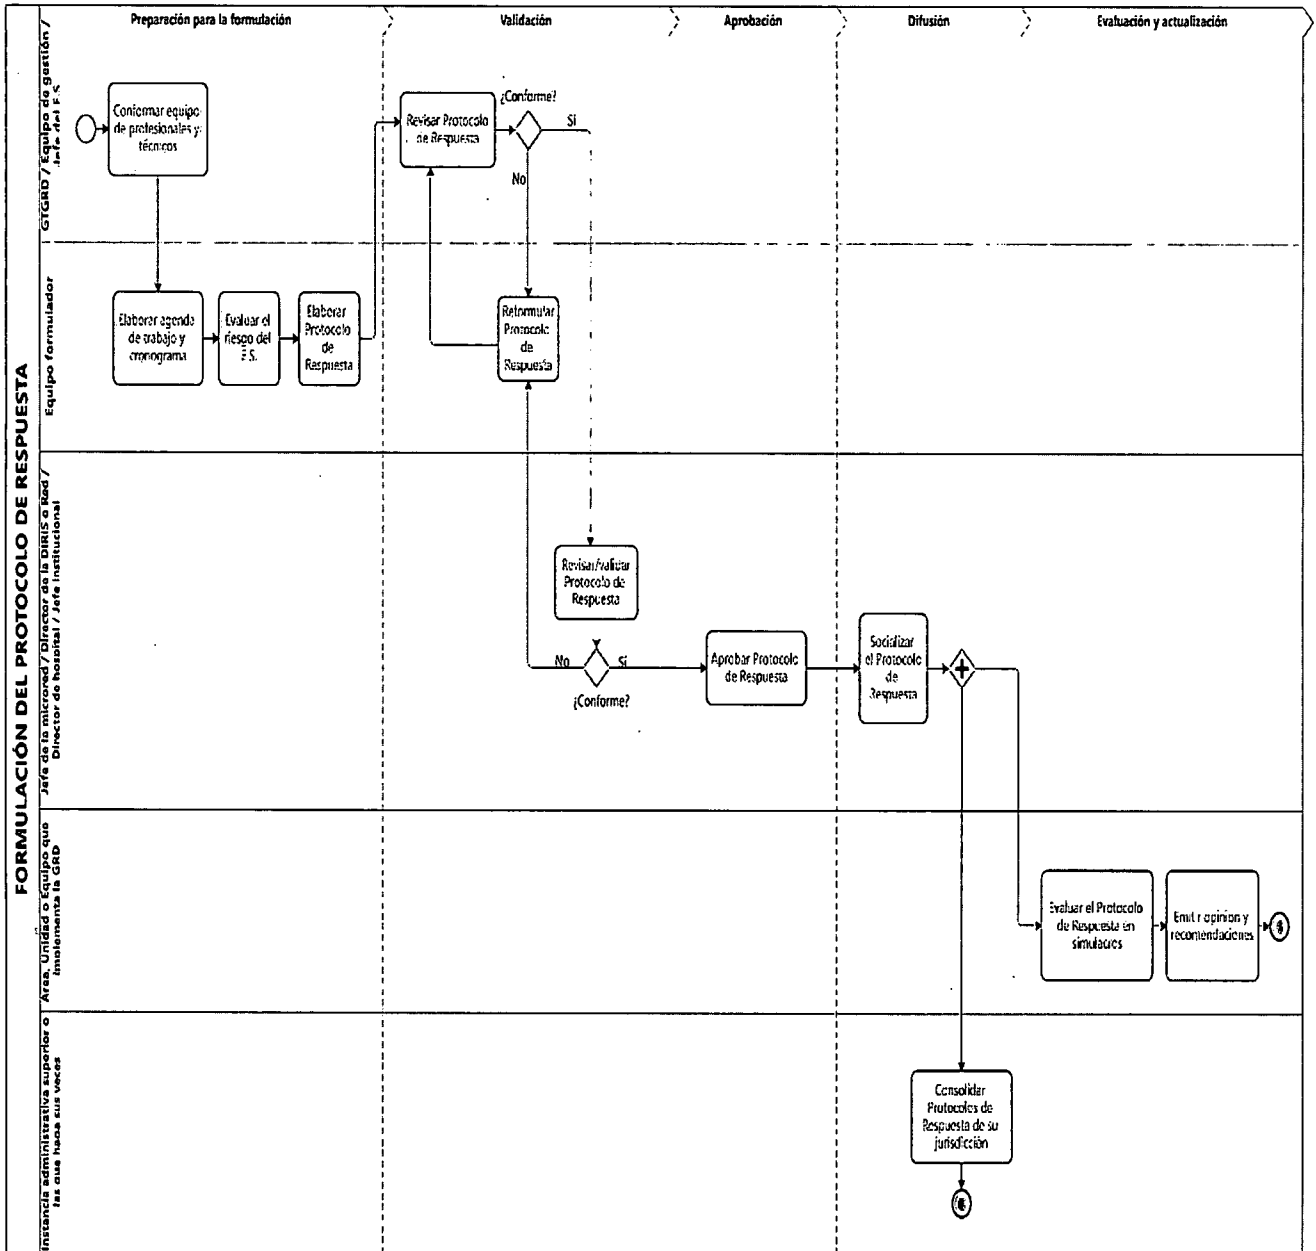 FORMULACIÓN DEL PROTOCOLO DE RESPUESTA
Preparación para la formulación
Validación
Aprobación
Difusión
Evaluación y actualización
GTGRD / Equipo de gestión /
Jefe del E.S
Conformar equipo
de profesionales y
técnicos
Revisar Protocolo
de Respuesta
¿Conforme?
Si
No
Equipo formulador
Elaborar agenda
de trabajo y
cronograma
Evaluar el
riesgo del
E.S.
Elaborar
Protocolo
de
Respuesta
Reformular
Protocolo
de
Respuesta
Jefe de la microred / Director de la DIRIS o Red /
Director de hospital / Jefe institucional
Revisar/validar
Protocolo de
Respuesta
No
Si
¿Conforme?
Aprobar Protocolo
de Respuesta
Socializar
el Protocolo
de
Respuesta
Área, Unidad o Equipo que
implementa la GRD
Evaluar el Protocolo
de Respuesta en
simulacros
Emitir opinion y
recomendaciones
Instancia administrativa superior o
las que haga sus veces
Consolidar
Protocolos de
Respuesta de su
jurisdicción